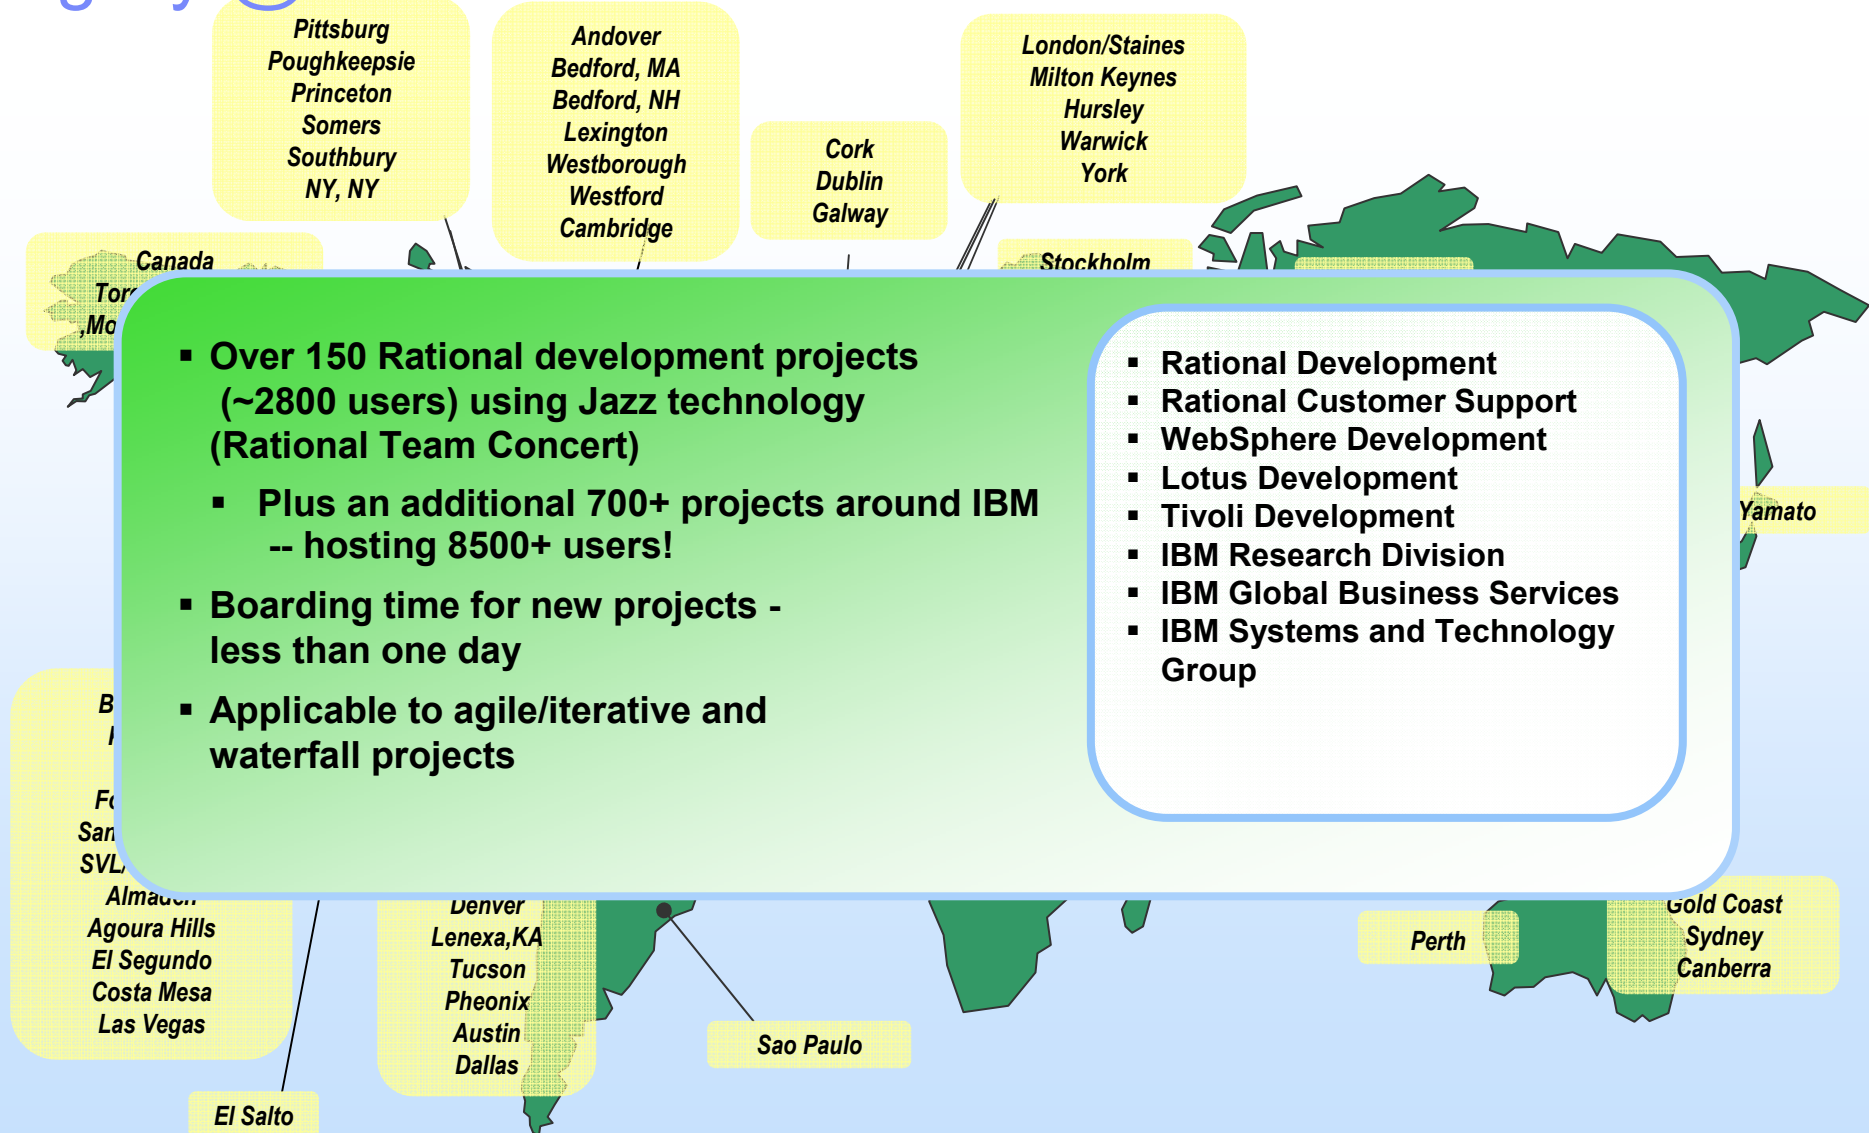 Pittsburg
Poughkeepsie
Princeton
Somers
Southbury
NY, NY
Andover
Bedford, MA
Bedford, NH
Lexington
Westborough
Westford
Cambridge
Cork
Dublin
Galway
London/Staines
Milton Keynes
Hursley
Warwick
York
Canada
Stockholm
▪ Over 150 Rational development projects
(~2800 users) using Jazz technology
(Rational Team Concert)
▪ Plus an additional 700+ projects around IBM
-- hosting 8500+ users!
▪ Boarding time for new projects -
less than one day
▪ Applicable to agile/iterative and
waterfall projects
▪ Rational Development
▪ Rational Customer Support
▪ WebSphere Development
▪ Lotus Development
▪ Tivoli Development
▪ IBM Research Division
▪ IBM Global Business Services
▪ IBM Systems and Technology
Group
Yamato
Almaden
Agoura Hills
El Segundo
Costa Mesa
Las Vegas
El Salto
Denver
Lenexa,KA
Tucson
Pheonix
Austin
Dallas
Sao Paulo
Perth
Gold Coast
Sydney
Canberra